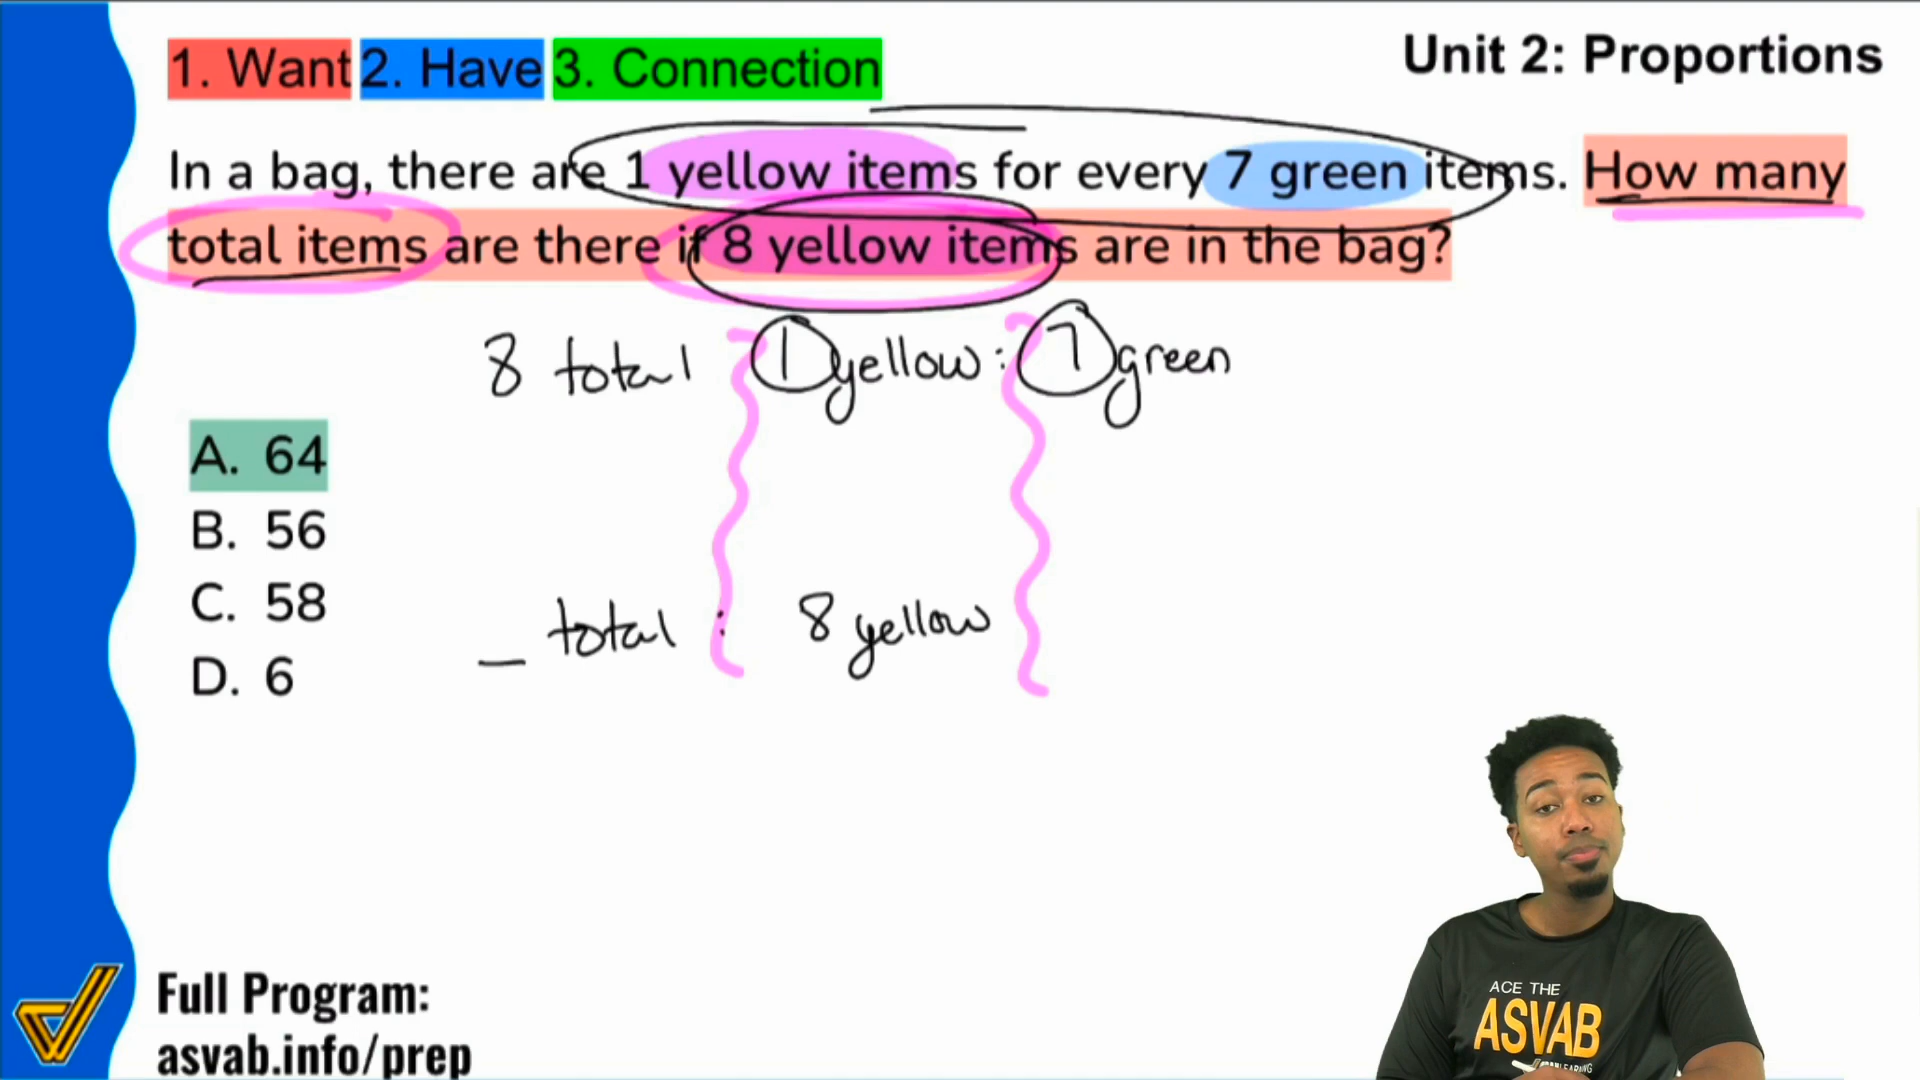 1. Want 2. Have 3. Connection
Unit 2: Proportions
In a bag, there are 1 yellow items for every 7 green items. How many
total items are there if 8 yellow items are in the bag?
8 total 1 yellow : 7 green
A. 64
B. 56
C. 58
D. 6
_ total : 8 yellow
Full Program:
asvab.info/prep
ACE THE
ASVAB